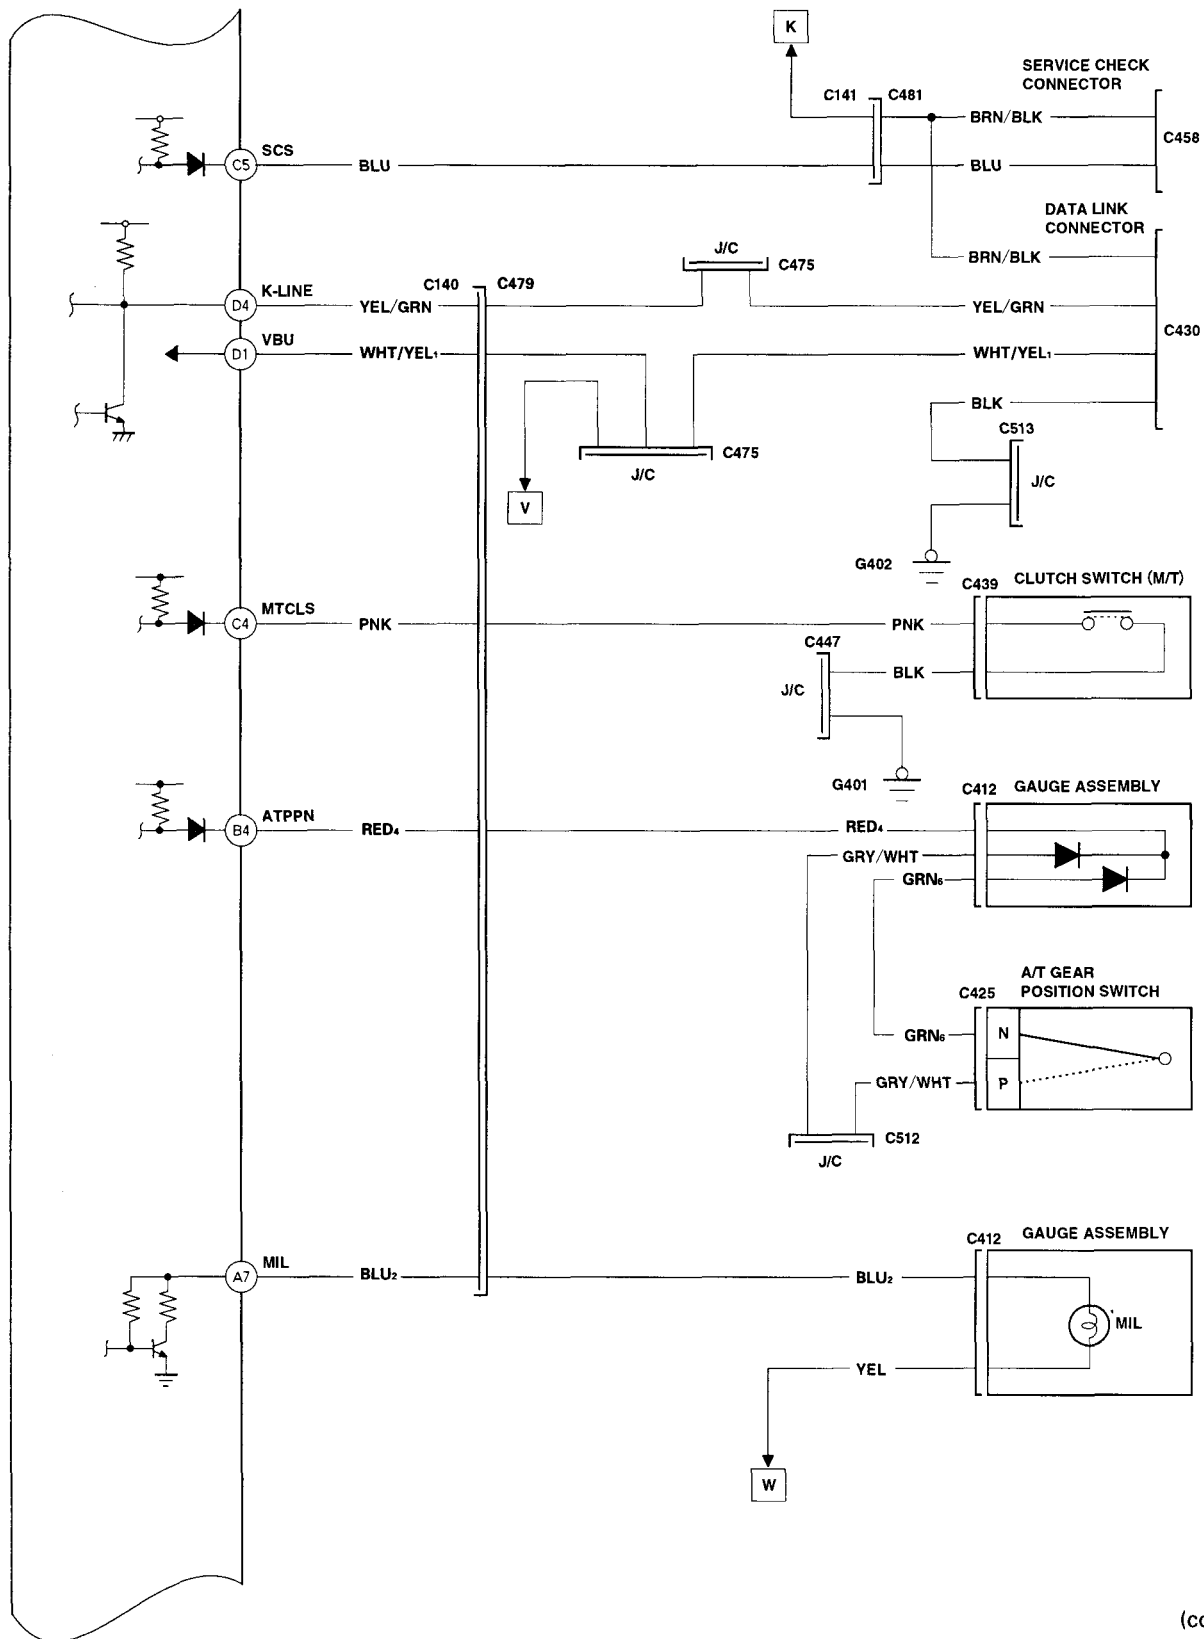 K
SERVICE CHECK
CONNECTOR
C141
C481
BRN/BLK
C458
SCS
C5
BLU
BLU
DATA LINK
CONNECTOR
J/C
BRN/BLK
C475
C140
C479
K-LINE
D4
YEL/GRN
YEL/GRN
C430
VBU
D1
WHT/YEL₁
WHT/YEL₁
BLK
C513
C475
J/C
J/C
V
G402
C439
CLUTCH SWITCH (M/T)
MTCLS
C4
PNK
PNK
C447
BLK
J/C
G401
C412
GAUGE ASSEMBLY
ATPPN
B4
RED₄
RED₄
GRY/WHT
GRN₆
A/T GEAR
POSITION SWITCH
C425
GRN₆
N
GRY/WHT
P
C512
J/C
C412
GAUGE ASSEMBLY
MIL
A7
BLU₂
BLU₂
MIL
YEL
W